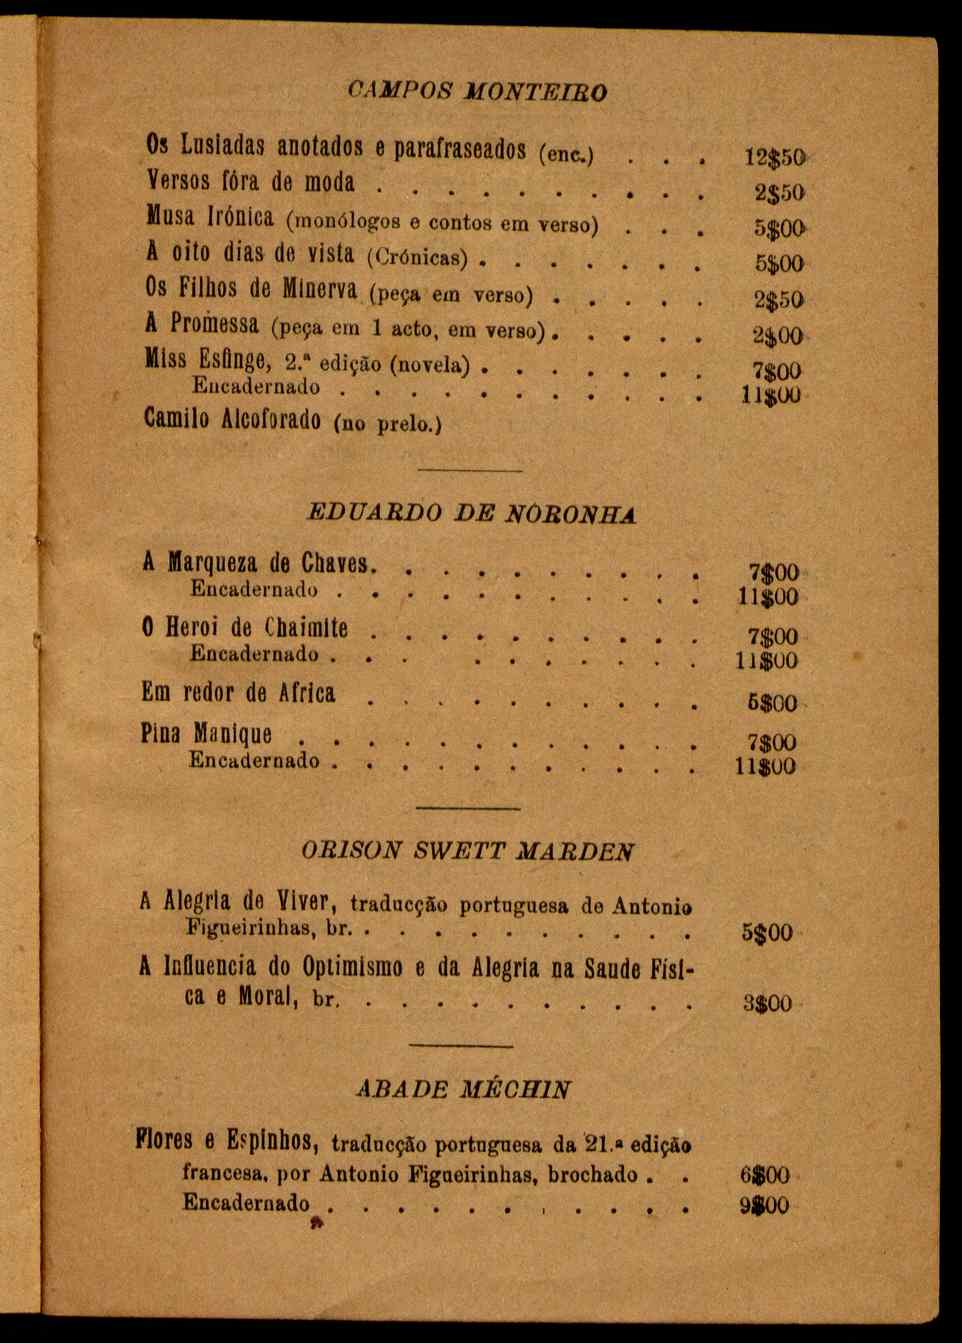 CAMPOS MONTEIRO
Os Lusiadas anotados e parafraseados (enc.) . . . 12$50
Versos fóra de moda . . . . . . . . . . 2$50
Musa Irónica (monólogos e contos em verso) . . . 5$00
A oito dias de vista (Crónicas) . . . . . . . 5$00
Os Filhos de Minerva (peça em verso) . . . . . 2$50
A Promessa (peça em 1 acto, em verso) . . . . . 2$00
Miss Esfinge, 2.ª edição (novela) . . . . . . . 7$00
Encadernado . . . . . . . . . . . 11$00
Camilo Alcoforado (no prelo.)
EDUARDO DE NORONHA
A Marqueza de Chaves. . . . . . . . . . 7$00
Encadernado . . . . . . . . . . . 11$00
O Heroi de Chaimite . . . . . . . . . . 7$00
Encadernado . . . . . . . . . . 11$00
Em redor de Africa . . . . . . . . . . 5$00
Pina Manique . . . . . . . . . . . . 7$00
Encadernado . . . . . . . . . . . 11$00
ORISON SWETT MARDEN
A Alegria de Viver, traducção portuguesa de Antonio
Figueirinhas, br. . . . . . . . . . . 5$00
A Influencia do Optimismo e da Alegria na Saude Físi-
ca e Moral, br. . . . . . . . . . . 3$00
ABADE MÉCHIN
Flores e Espinhos, traducção portuguesa da 21.ª edição
francesa, por Antonio Figueirinhas, brochado . . 6$00
Encadernado . . . . . . . . . . . 9$00